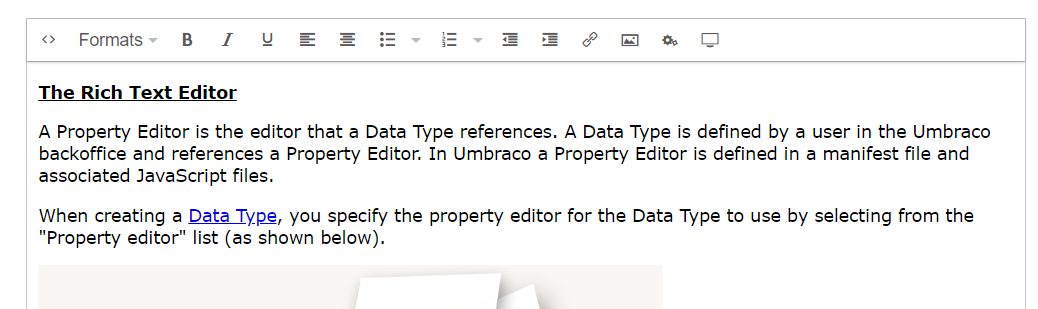 Formats B I U
The Rich Text Editor
A Property Editor is the editor that a Data Type references. A Data Type is defined by a user in the Umbraco
backoffice and references a Property Editor. In Umbraco a Property Editor is defined in a manifest file and
associated JavaScript files.
When creating a Data Type, you specify the property editor for the Data Type to use by selecting from the
"Property editor" list (as shown below).